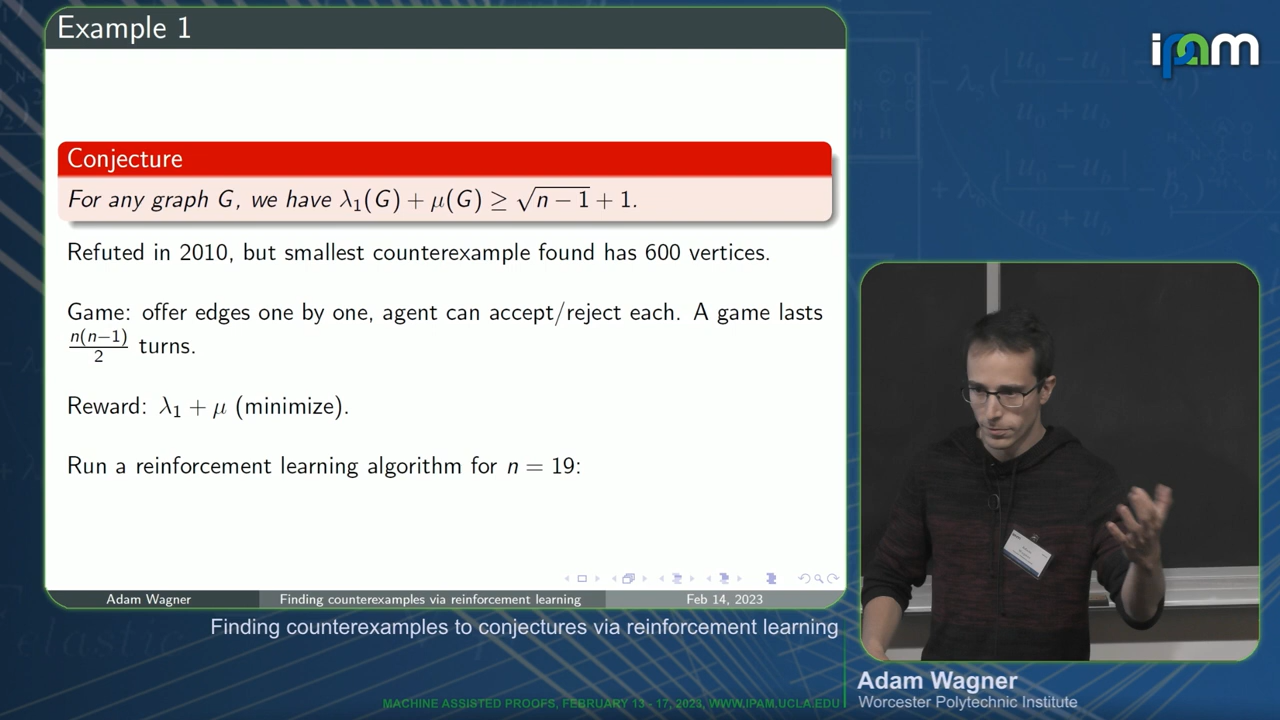 Example 1
ipam
Conjecture
For any graph G, we have λ₁(G) + μ(G) ≥ √(n − 1) + 1.
Refuted in 2010, but smallest counterexample found has 600 vertices.
Game: offer edges one by one, agent can accept/reject each. A game lasts
n(n−1)/2 turns.
Reward: λ₁ + μ (minimize).
Run a reinforcement learning algorithm for n = 19:
Adam Wagner Finding counterexamples via reinforcement learning Feb 14, 2023
Finding counterexamples to conjectures via reinforcement learning
Adam Wagner
Worcester Polytechnic Institute
MACHINE ASSISTED PROOFS, FEBRUARY 13 - 17, 2023, WWW.IPAM.UCLA.EDU